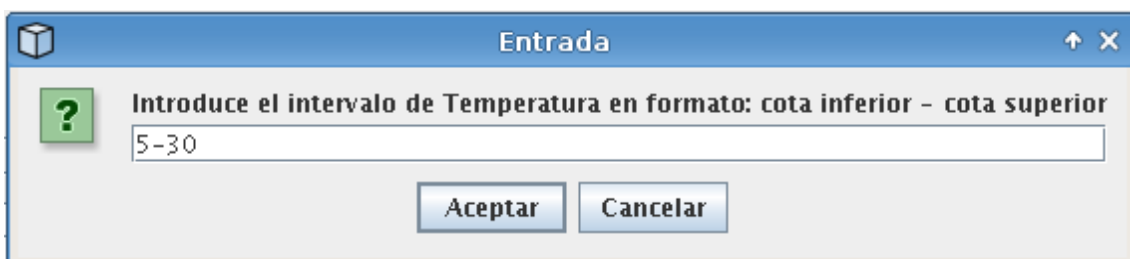 Entrada
Introduce el intervalo de Temperatura en formato: cota inferior - cota superior
?
5-30
Aceptar Cancelar